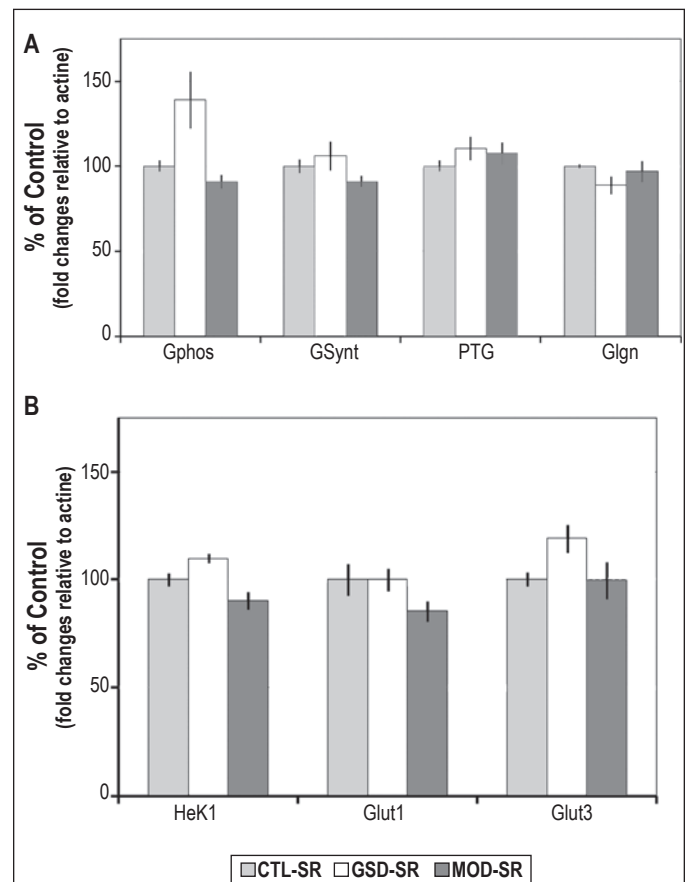 A
% of Control
(fold changes relative to actine)
150
100
50
0
Gphos GSynt PTG Glgn
B
% of Control
(fold changes relative to actine)
150
100
50
0
HeK1 Glut1 Glut3
CTL-SR GSD-SR MOD-SR